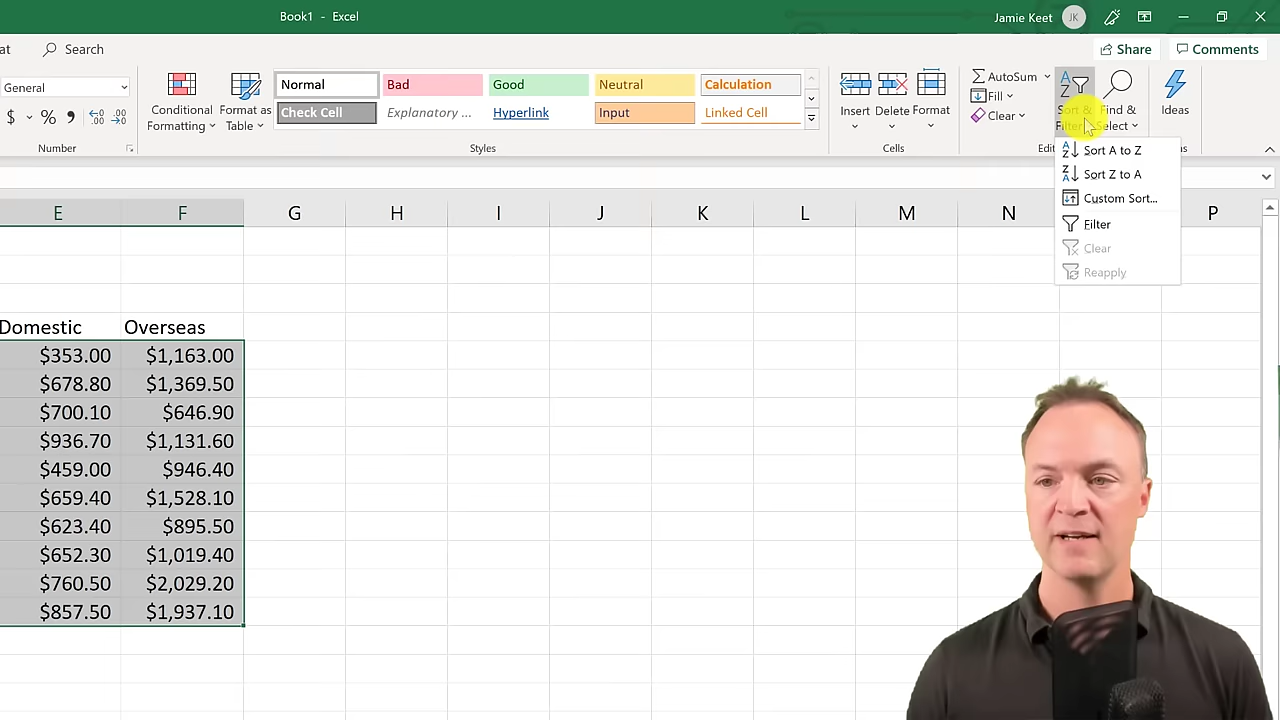 Book1 - Excel
Jamie Keet JK
at Search
Share Comments
General
$ %
Number
Conditional Formatting
Format as Table
Normal Bad Good Neutral Calculation
Check Cell Explanatory ... Hyperlink Input Linked Cell
Styles
Insert Delete Format
Cells
AutoSum
Fill
Clear
Sort &
Find & Select
Ideas
Sort A to Z
Sort Z to A
Custom Sort...
Filter
Clear
Reapply
E F G H I J K L M N P
Domestic Overseas
$353.00 $1,163.00
$678.80 $1,369.50
$700.10 $646.90
$936.70 $1,131.60
$459.00 $946.40
$659.40 $1,528.10
$623.40 $895.50
$652.30 $1,019.40
$760.50 $2,029.20
$857.50 $1,937.10